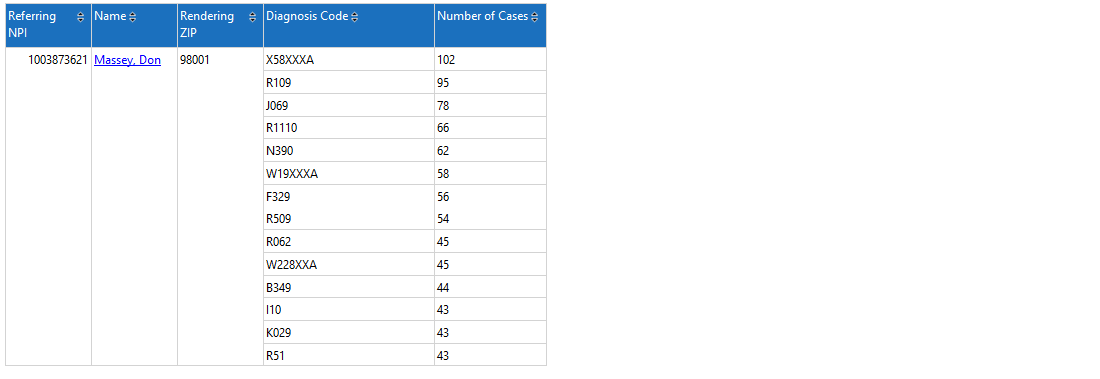 Referring NPI Name Rendering ZIP Diagnosis Code Number of Cases
1003873621 Massey, Don 98001 X58XXXA 102
R109 95
J069 78
R1110 66
N390 62
W19XXXA 58
F329 56
R509 54
R062 45
W228XXA 45
B349 44
I10 43
K029 43
R51 43